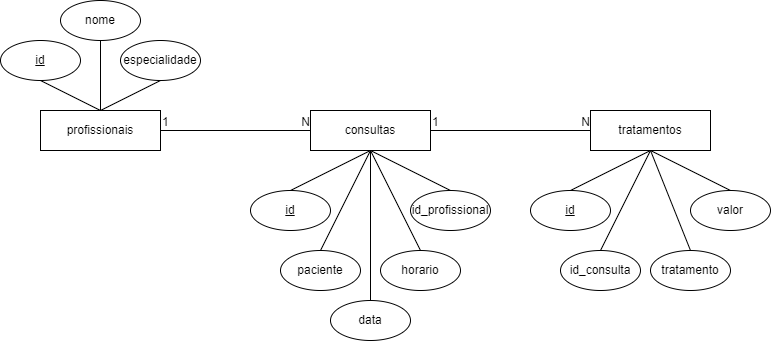 nome
id
especialidade
profissionais
1
N
consultas
1
N
tratamentos
id
id_profissional
paciente
horario
data
id
valor
id_consulta
tratamento